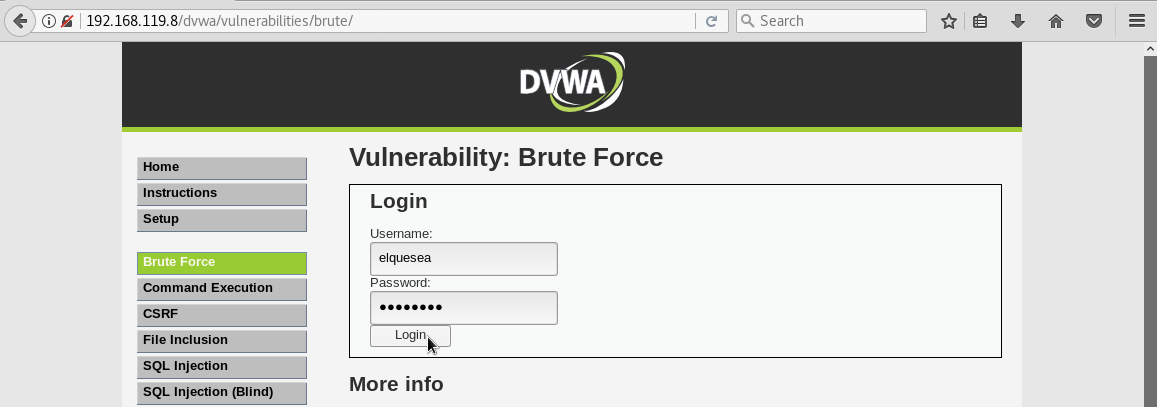 192.168.119.8/dvwa/vulnerabilities/brute/
Search
DVWA
Home
Instructions
Setup
Brute Force
Command Execution
CSRF
File Inclusion
SQL Injection
SQL Injection (Blind)
Vulnerability: Brute Force
Login
Username:
elquesea
Password:
••••••••
Login
More info